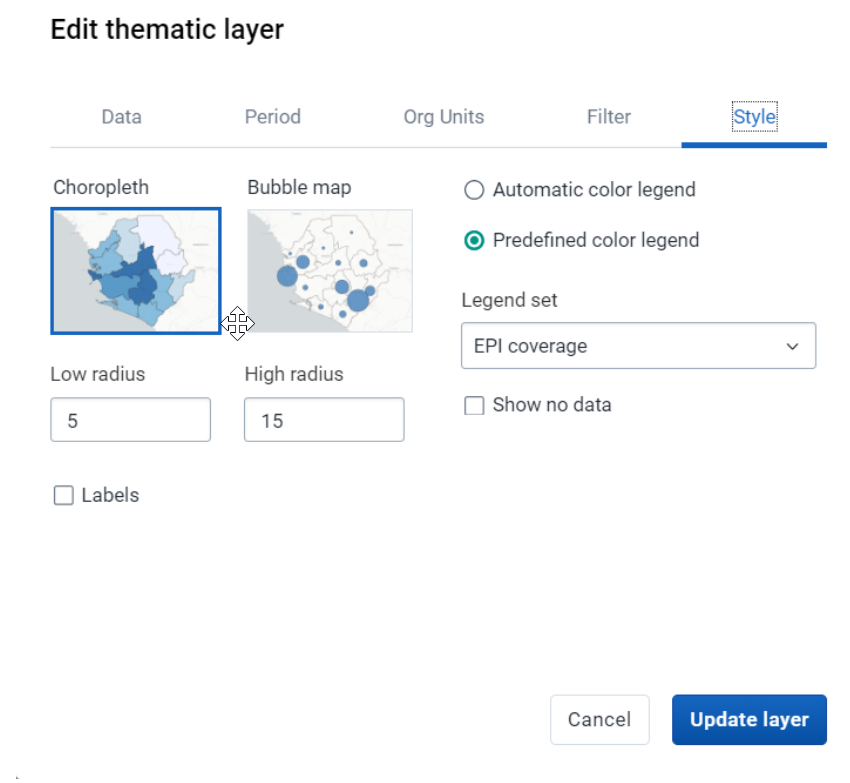 Edit thematic layer
Data Period Org Units Filter Style
Choropleth Bubble map
Automatic color legend
Predefined color legend
Legend set
EPI coverage
Low radius High radius
5 15
Show no data
Labels
Cancel Update layer